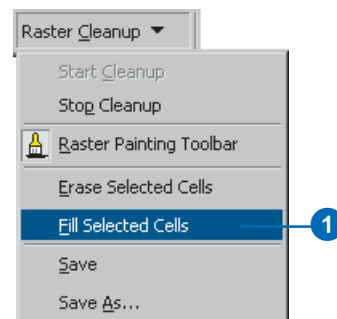 Raster Cleanup
Start Cleanup
Stop Cleanup
Raster Painting Toolbar
Erase Selected Cells
Fill Selected Cells
1
Save
Save As...